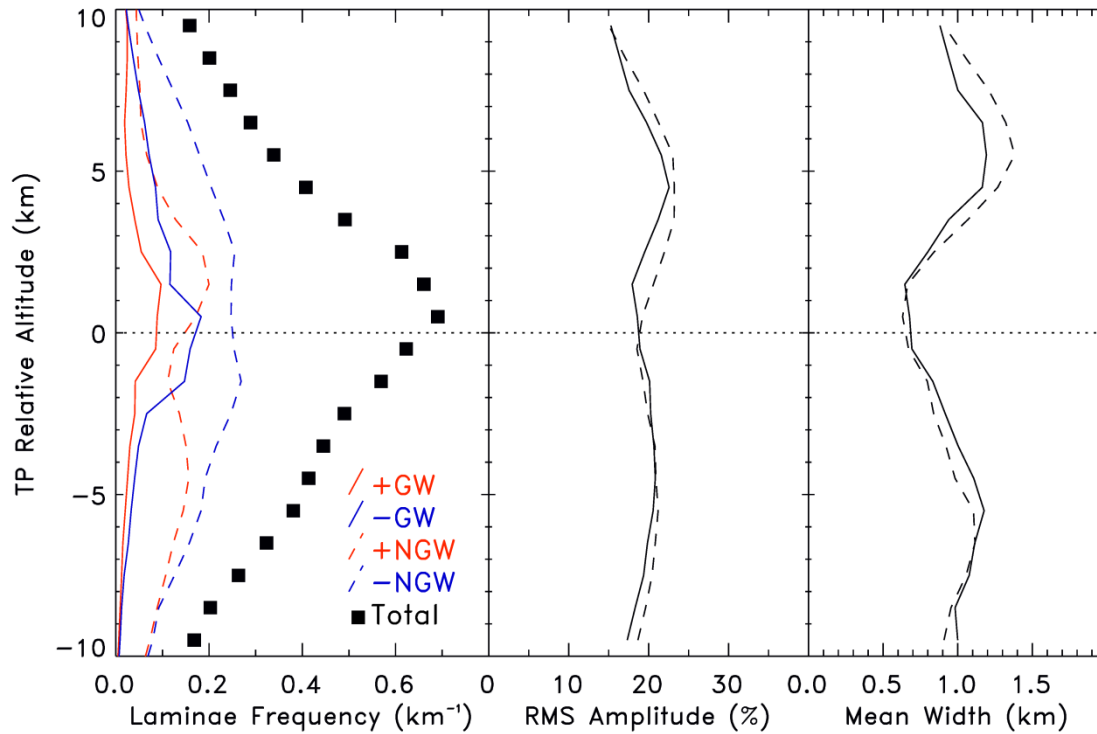 10
5
0
-5
-10
TP Relative Altitude (km)
+GW
-GW
+NGW
-NGW
Total
0.0 0.2 0.4 0.6 0 10 20 30 0.0 0.5 1.0 1.5
Laminae Frequency (km⁻¹) RMS Amplitude (%) Mean Width (km)